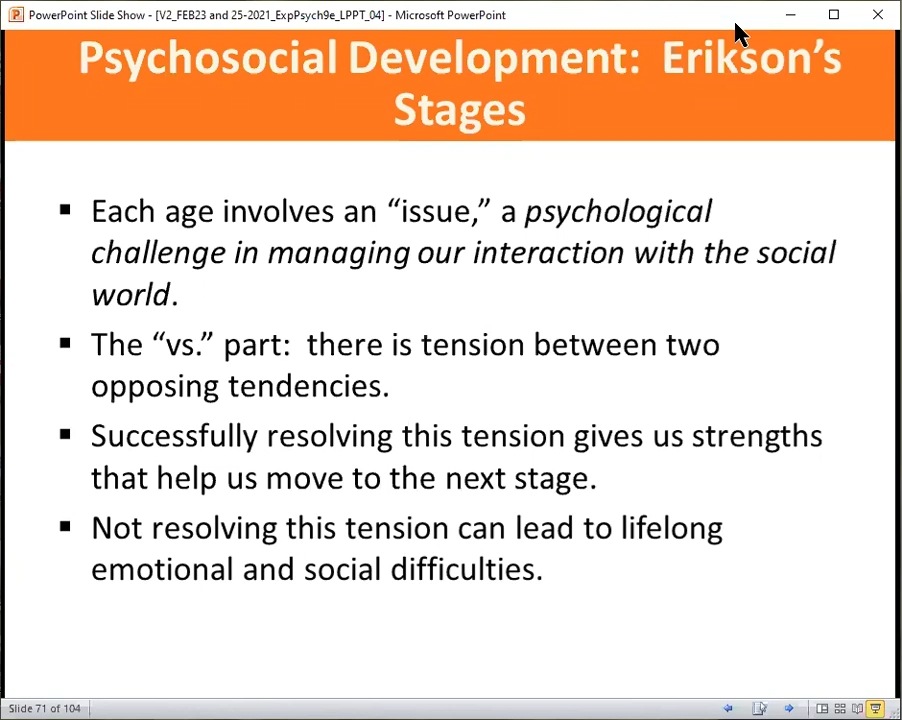 PowerPoint Slide Show - [V2_FEB23 and 25-2021_ExpPsych9e_LPPT_04] - Microsoft PowerPoint
Psychosocial Development:  Erikson’s
Stages
▪ Each age involves an “issue,” a psychological
challenge in managing our interaction with the social
world.
▪ The “vs.” part:  there is tension between two
opposing tendencies.
▪ Successfully resolving this tension gives us strengths
that help us move to the next stage.
▪ Not resolving this tension can lead to lifelong
emotional and social difficulties.
Slide 71 of 104